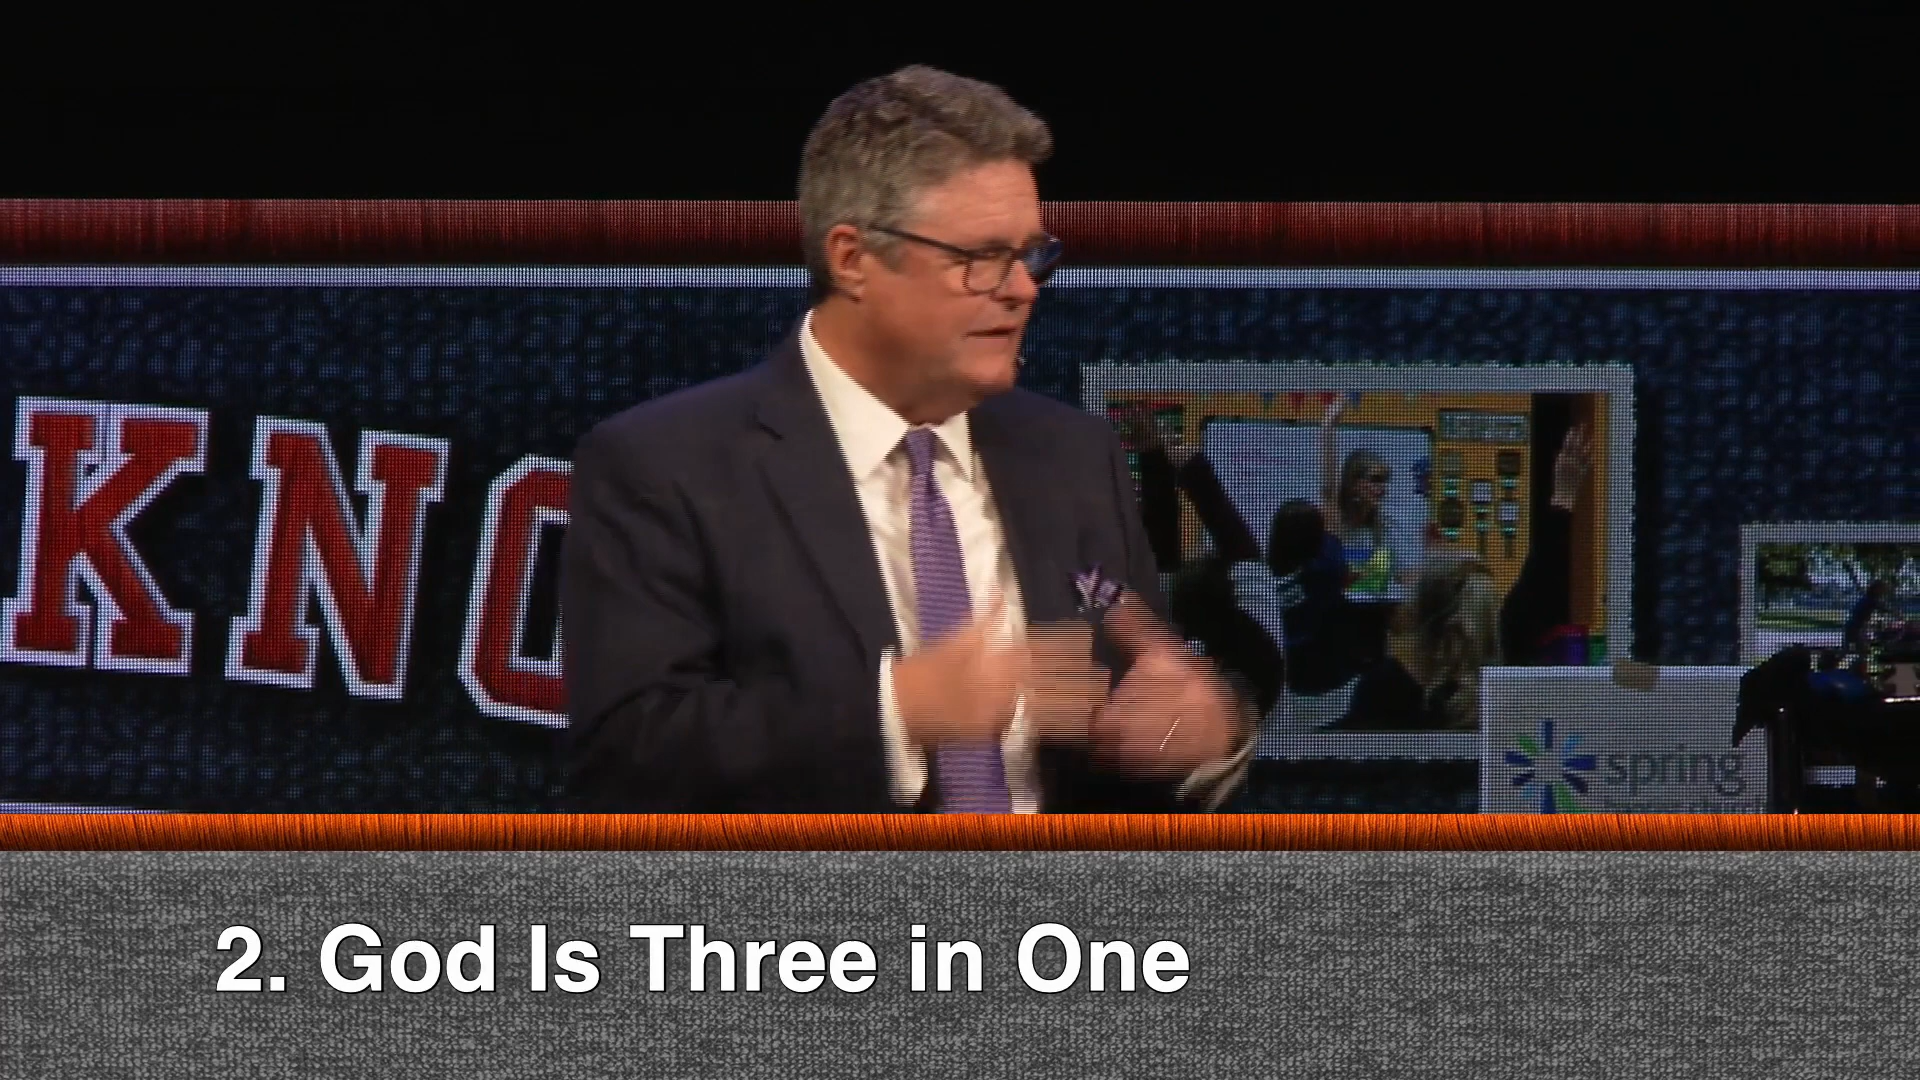 KNO
spring
2. God Is Three in One